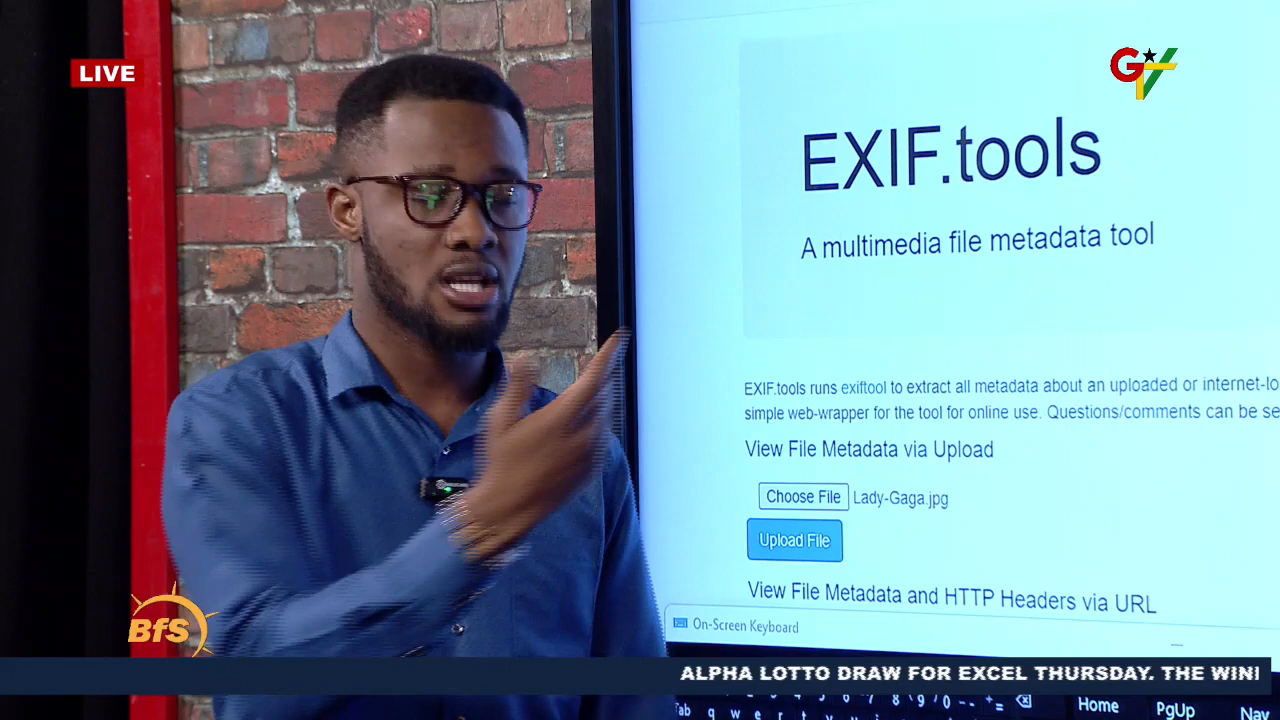 LIVE
GTV
EXIF.tools
A multimedia file metadata tool
EXIF.tools runs exiftool to extract all metadata about an uploaded or internet-lo
simple web-wrapper for the tool for online use. Questions/comments can be se
View File Metadata via Upload
Choose File Lady-Gaga.jpg
Upload File
View File Metadata and HTTP Headers via URL
On-Screen Keyboard
BfS
ALPHA LOTTO DRAW FOR EXCEL THURSDAY. THE WIN
Tab q w e r t y u i o p Home PgUp Nav